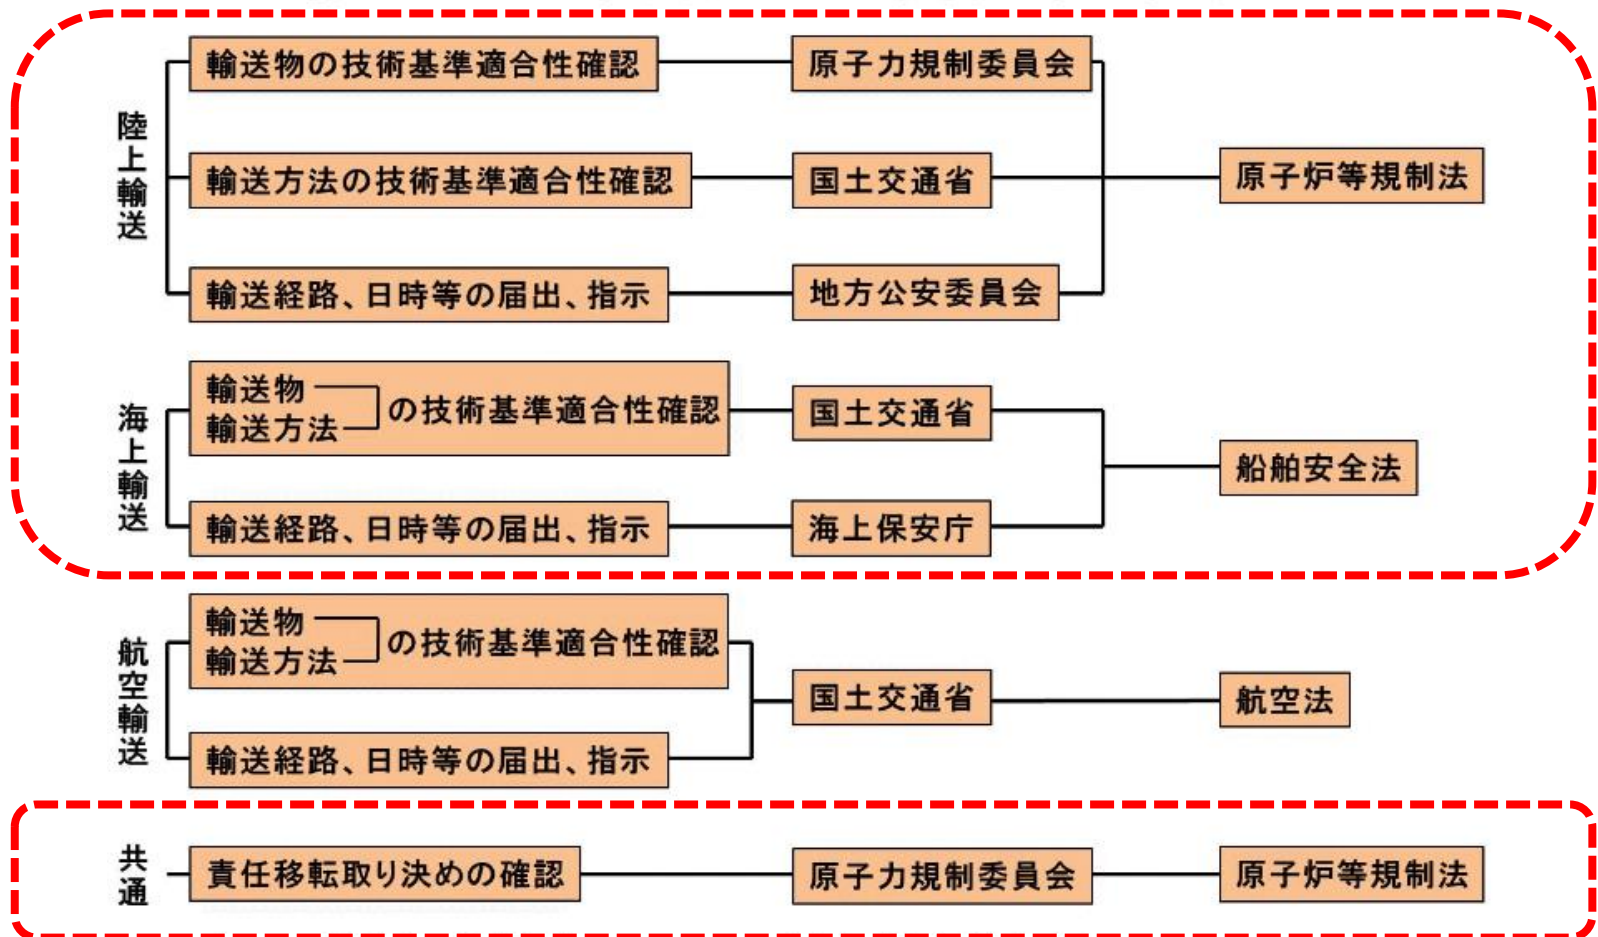 陸上輸送
輸送物の技術基準適合性確認
原子力規制委員会
輸送方法の技術基準適合性確認
国土交通省
原子炉等規制法
輸送経路、日時等の届出、指示
地方公安委員会
海上輸送
輸送物
輸送方法
の技術基準適合性確認
国土交通省
船舶安全法
輸送経路、日時等の届出、指示
海上保安庁
航空輸送
輸送物
輸送方法
の技術基準適合性確認
国土交通省
航空法
輸送経路、日時等の届出、指示
共通
責任移転取り決めの確認
原子力規制委員会
原子炉等規制法